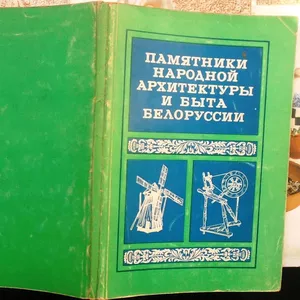 ПАМЯТНИКИ
НАРОДНОЙ
АРХИТЕКТУРЫ
И БЫТА
БЕЛОРУССИИ